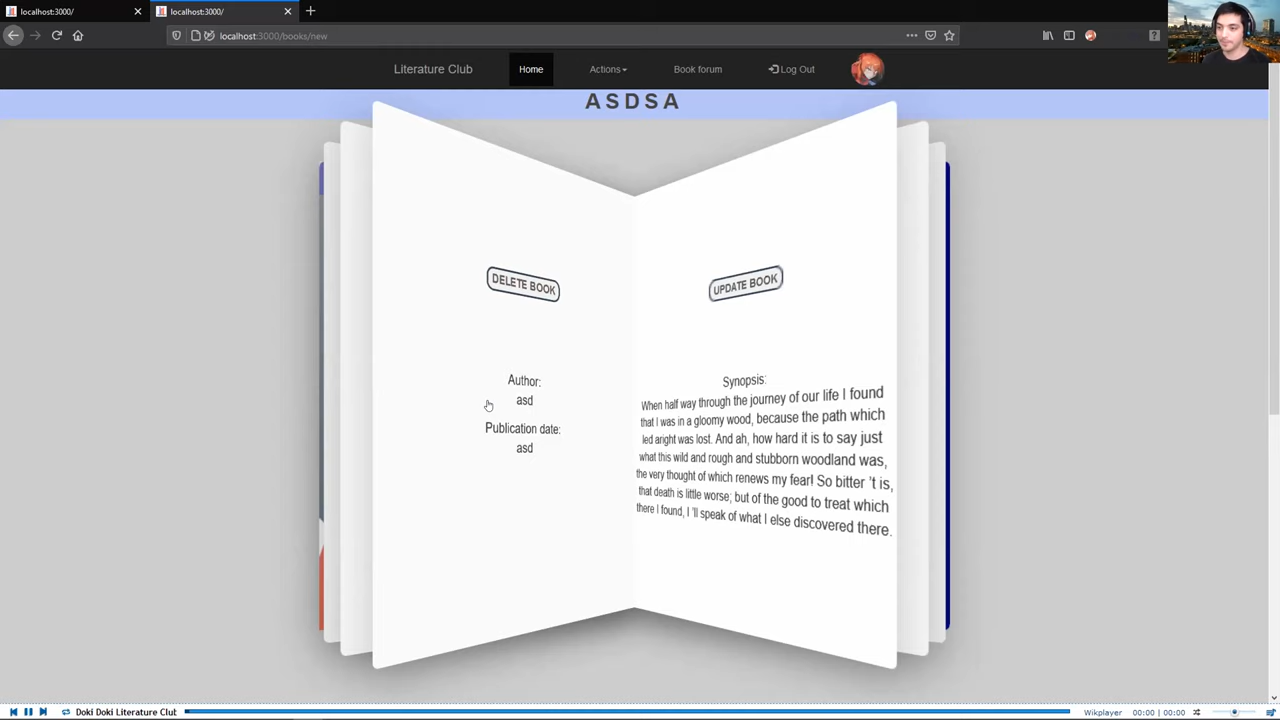 localhost:3000/
localhost:3000/
localhost:3000/books/new
Literature Club
Home
Actions
Book forum
Log Out
ASDSA
DELETE BOOK
UPDATE BOOK
Author:
asd
Publication date:
asd
Synopsis:
When half way through the journey of our life I found
that I was in a gloomy wood, because the path which
led aright was lost. And ah, how hard it is to say just
what this wild and rough and stubborn woodland was,
the very thought of which renews my fear! So bitter 't is,
that death is little worse; but of the good to treat which
there I found, I 'll speak of what I else discovered there.
Doki Doki Literature Club
Wikplayer
00:00 | 00:00